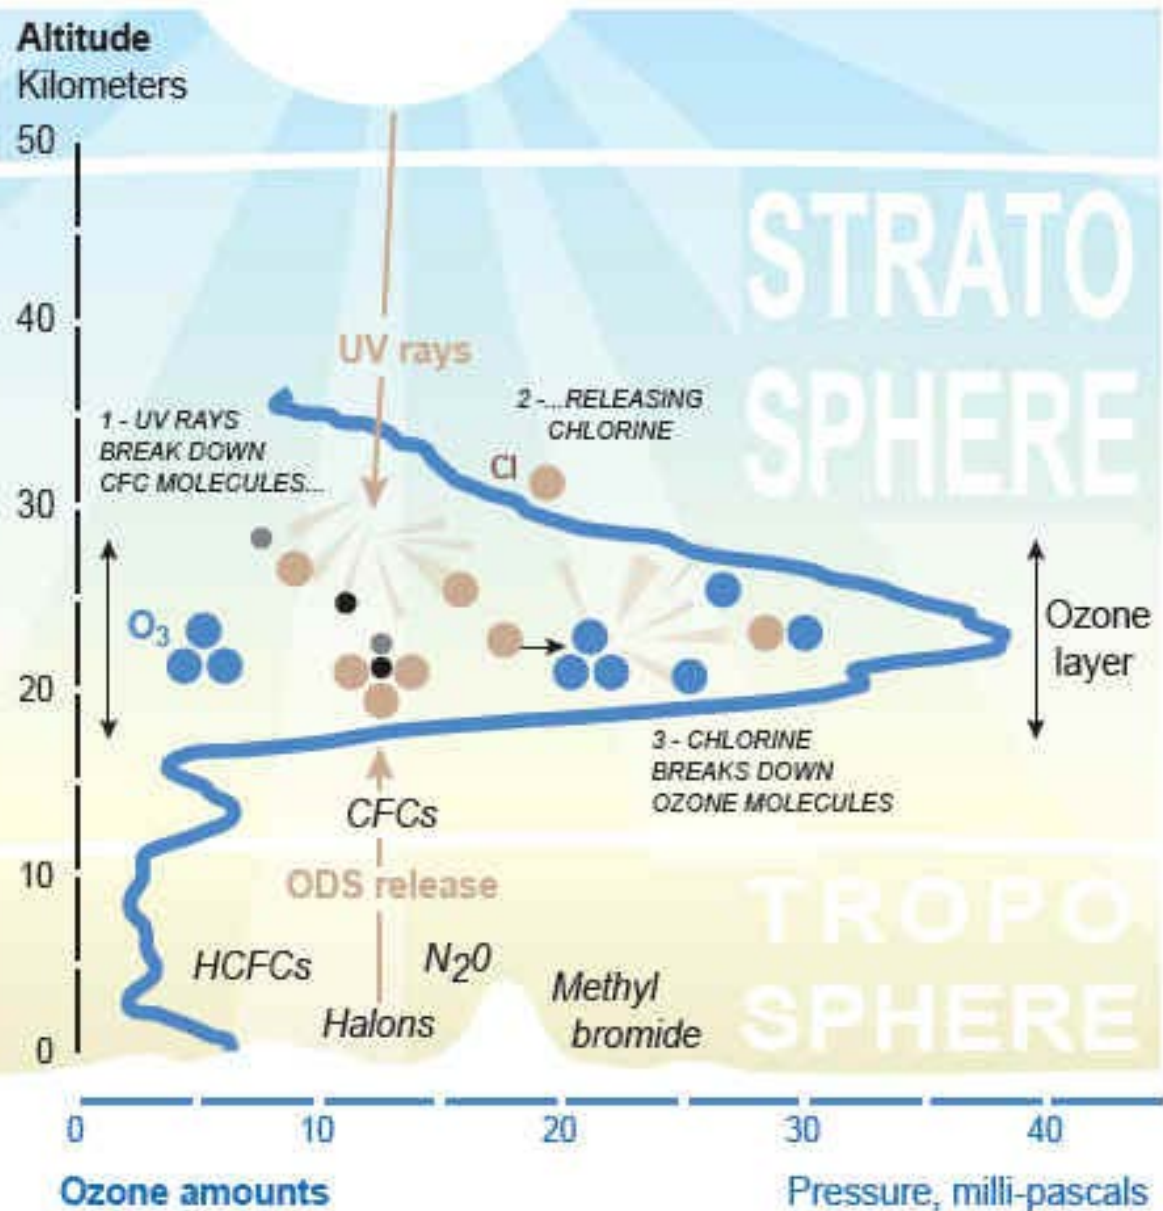 Altitude
Kilometers
50
STRATO
40
UV rays
SPHERE
2 -...RELEASING
CHLORINE
1 - UV RAYS
BREAK DOWN
CFC MOLECULES...
Cl
30
O3
Ozone
layer
20
3 - CHLORINE
BREAKS DOWN
OZONE MOLECULES
CFCs
10
ODS release
TROPO
HCFCs
N20
Methyl
bromide
SPHERE
Halons
0
0 10 20 30 40
Ozone amounts Pressure, milli-pascals